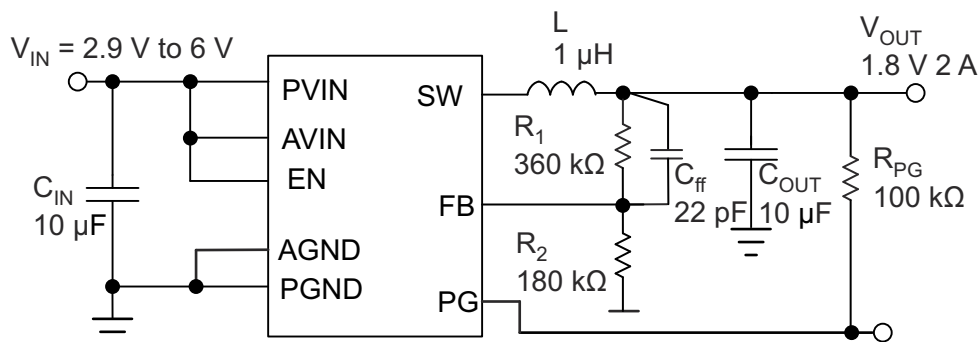 V_IN = 2.9 V to 6 V
L
1 µH
V_OUT
1.8 V 2 A
PVIN
AVIN
EN
AGND
PGND
SW
FB
PG
C_IN
10 µF
R_1
360 kΩ
C_ff
22 pF
C_OUT
10 µF
R_PG
100 kΩ
R_2
180 kΩ